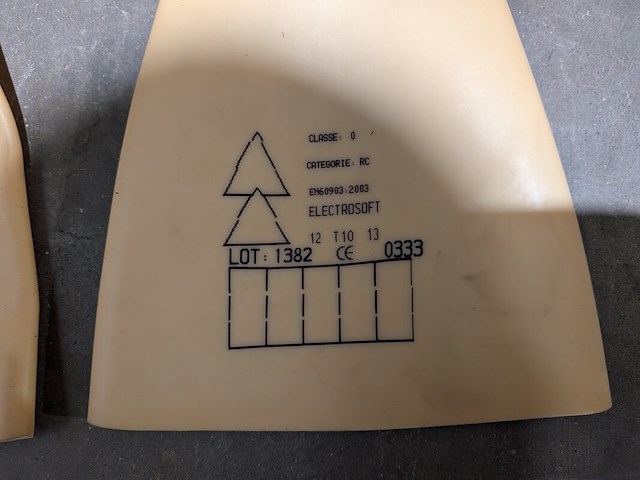 CLASSE: 0
CATEGORIE: RC
EN60903:2003
ELECTROSOFT
12 T10 13
LOT: 1382 CE 0333